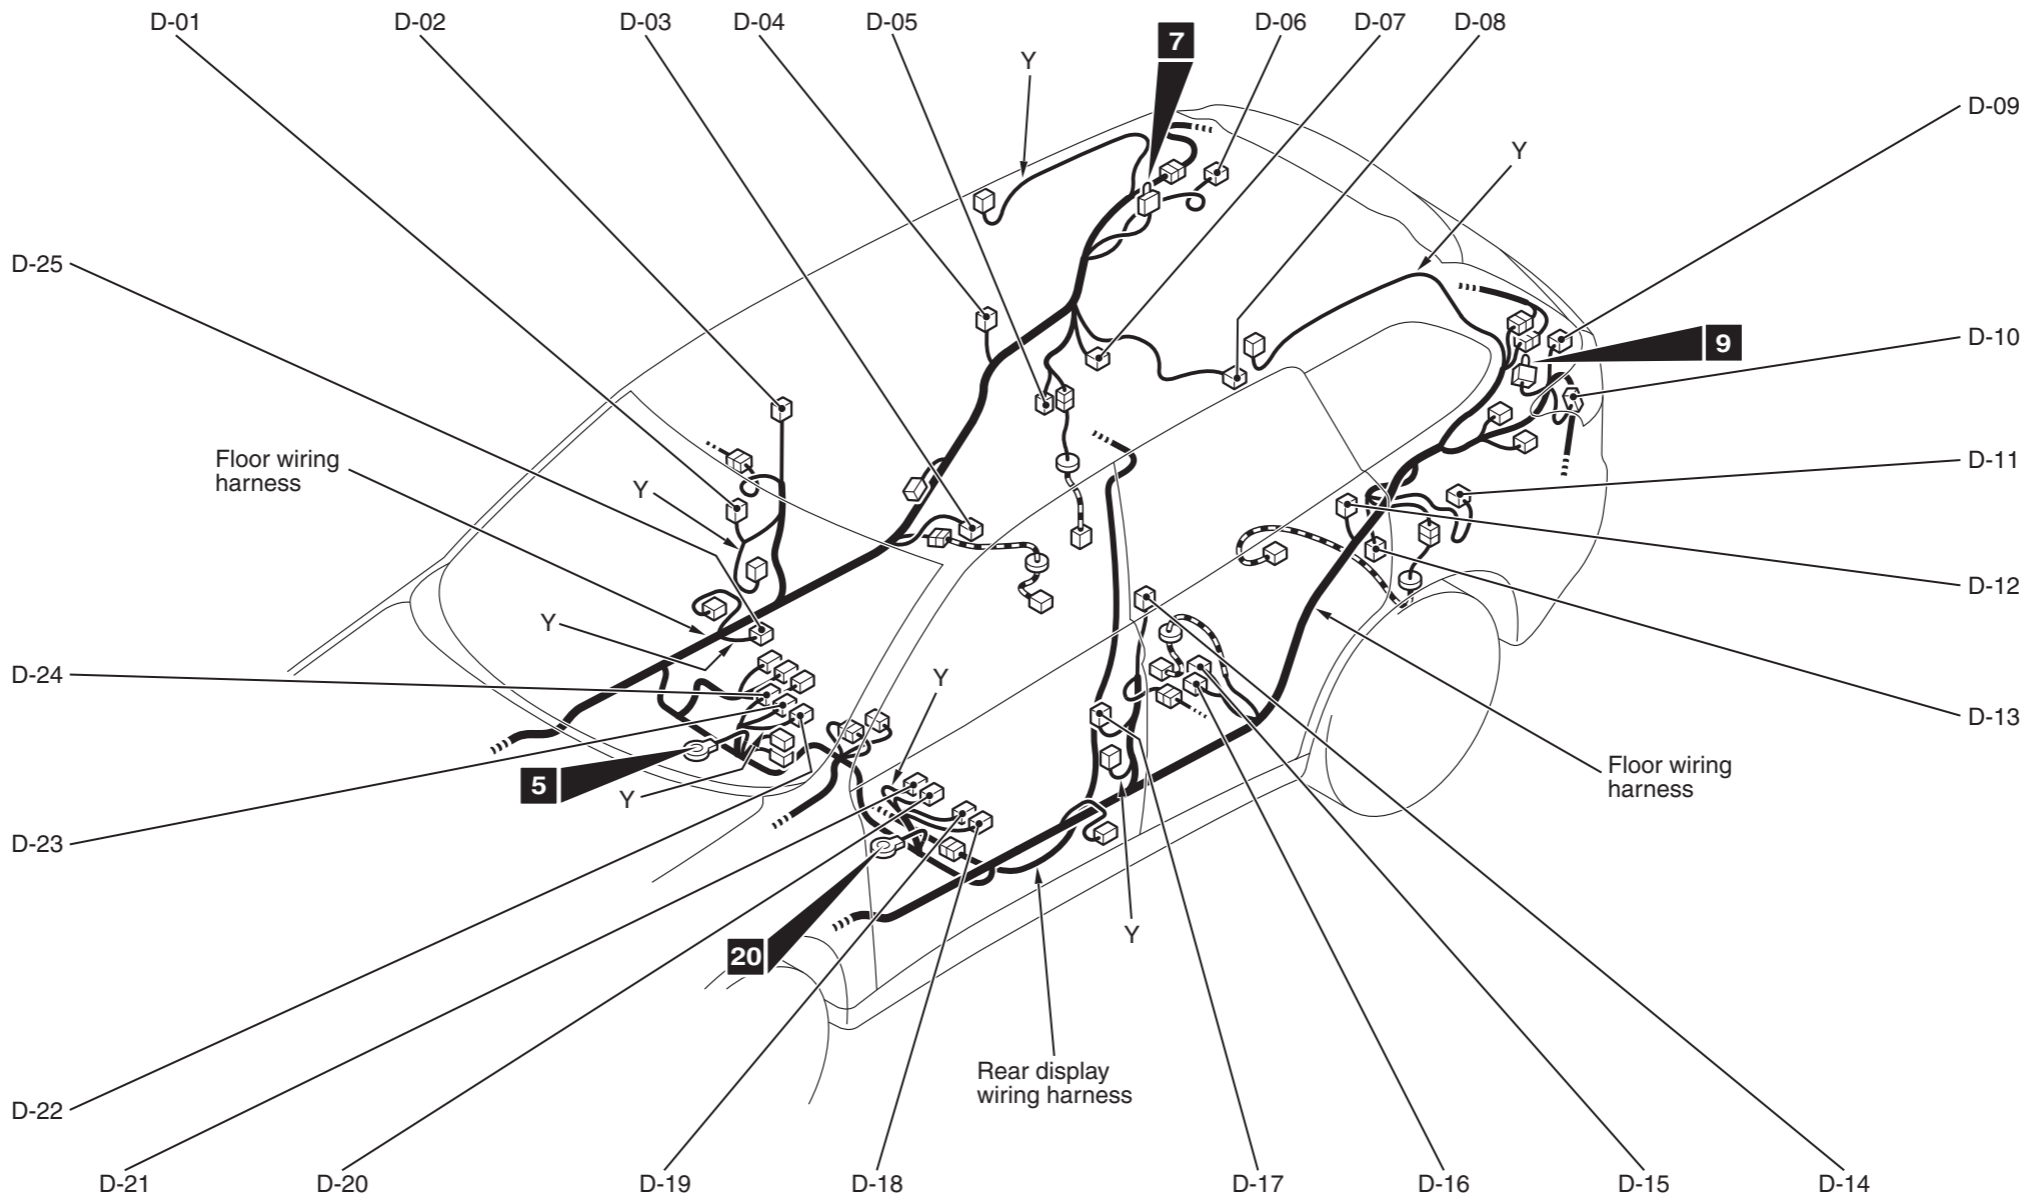 D-01
D-02
D-03
D-04
D-05
7
D-06
D-07
D-08
Y
D-09
Y
D-25
D-10
9
Floor wiring
harness
Y
D-11
D-12
Y
D-24
Y
D-13
Floor wiring
harness
5
Y
D-23
20
Y
Rear display
wiring harness
D-22
D-21
D-20
D-19
D-18
D-17
D-16
D-15
D-14